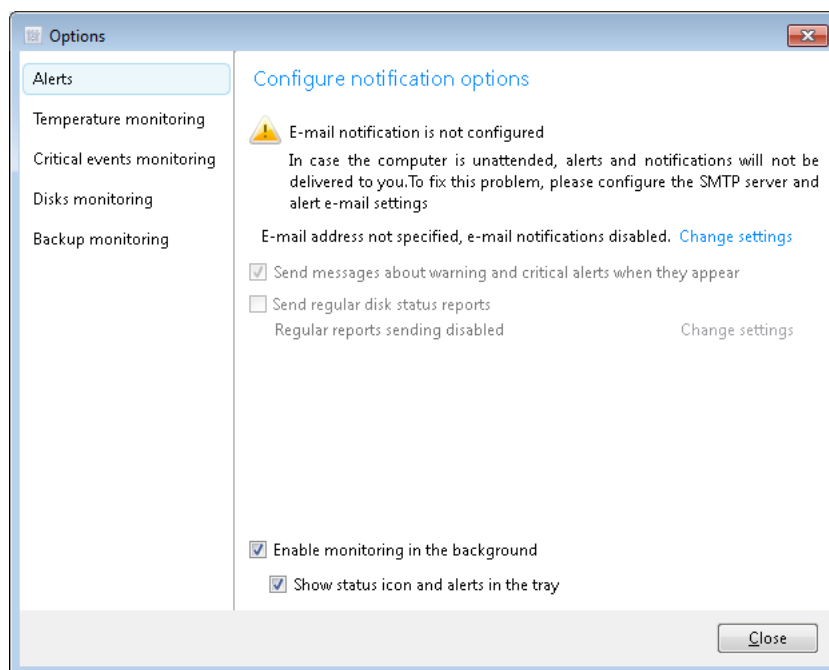 Options
Alerts
Temperature monitoring
Critical events monitoring
Disks monitoring
Backup monitoring
Configure notification options
E-mail notification is not configured
In case the computer is unattended, alerts and notifications will not be
delivered to you.To fix this problem, please configure the SMTP server and
alert e-mail settings
E-mail address not specified, e-mail notifications disabled. Change settings
Send messages about warning and critical alerts when they appear
Send regular disk status reports
Regular reports sending disabled Change settings
Enable monitoring in the background
Show status icon and alerts in the tray
Close